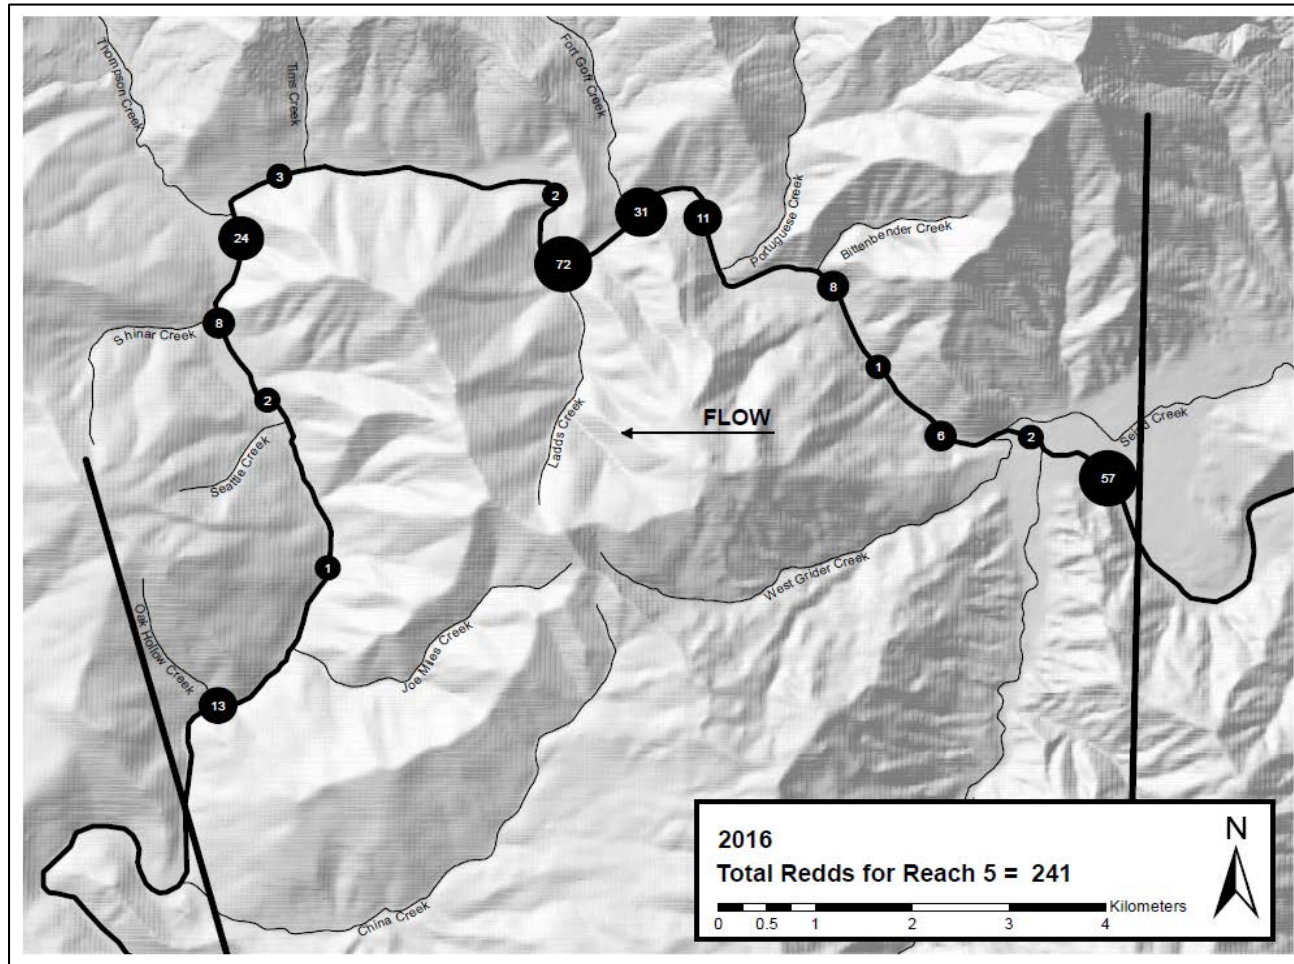 Thompson Creek
Tims Creek
Fort Goff Creek
Portuguese Creek
Bittenbender Creek
3
2
31
11
24
72
8
8
Shinar Creek
1
2
FLOW
Ladds Creek
Seiad Creek
6
2
Seattle Creek
57
1
West Grider Creek
Oak Hollow Creek
Joe Miles Creek
13
China Creek
2016
Total Redds for Reach 5 = 241
N
Kilometers
0 0.5 1 2 3 4